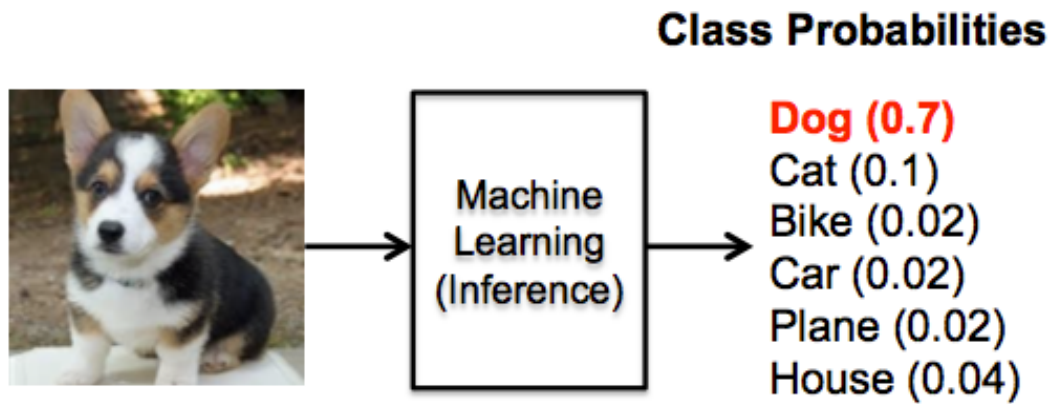 Class Probabilities
Machine
Learning
(Inference)
Dog (0.7)
Cat (0.1)
Bike (0.02)
Car (0.02)
Plane (0.02)
House (0.04)